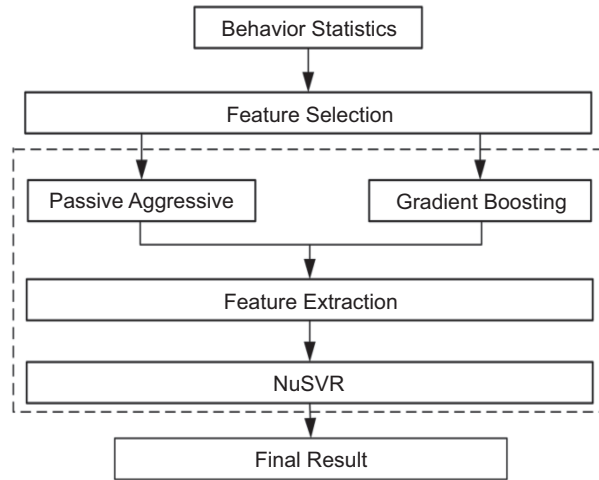 Behavior Statistics
Feature Selection
Passive Aggressive
Gradient Boosting
Feature Extraction
NuSVR
Final Result